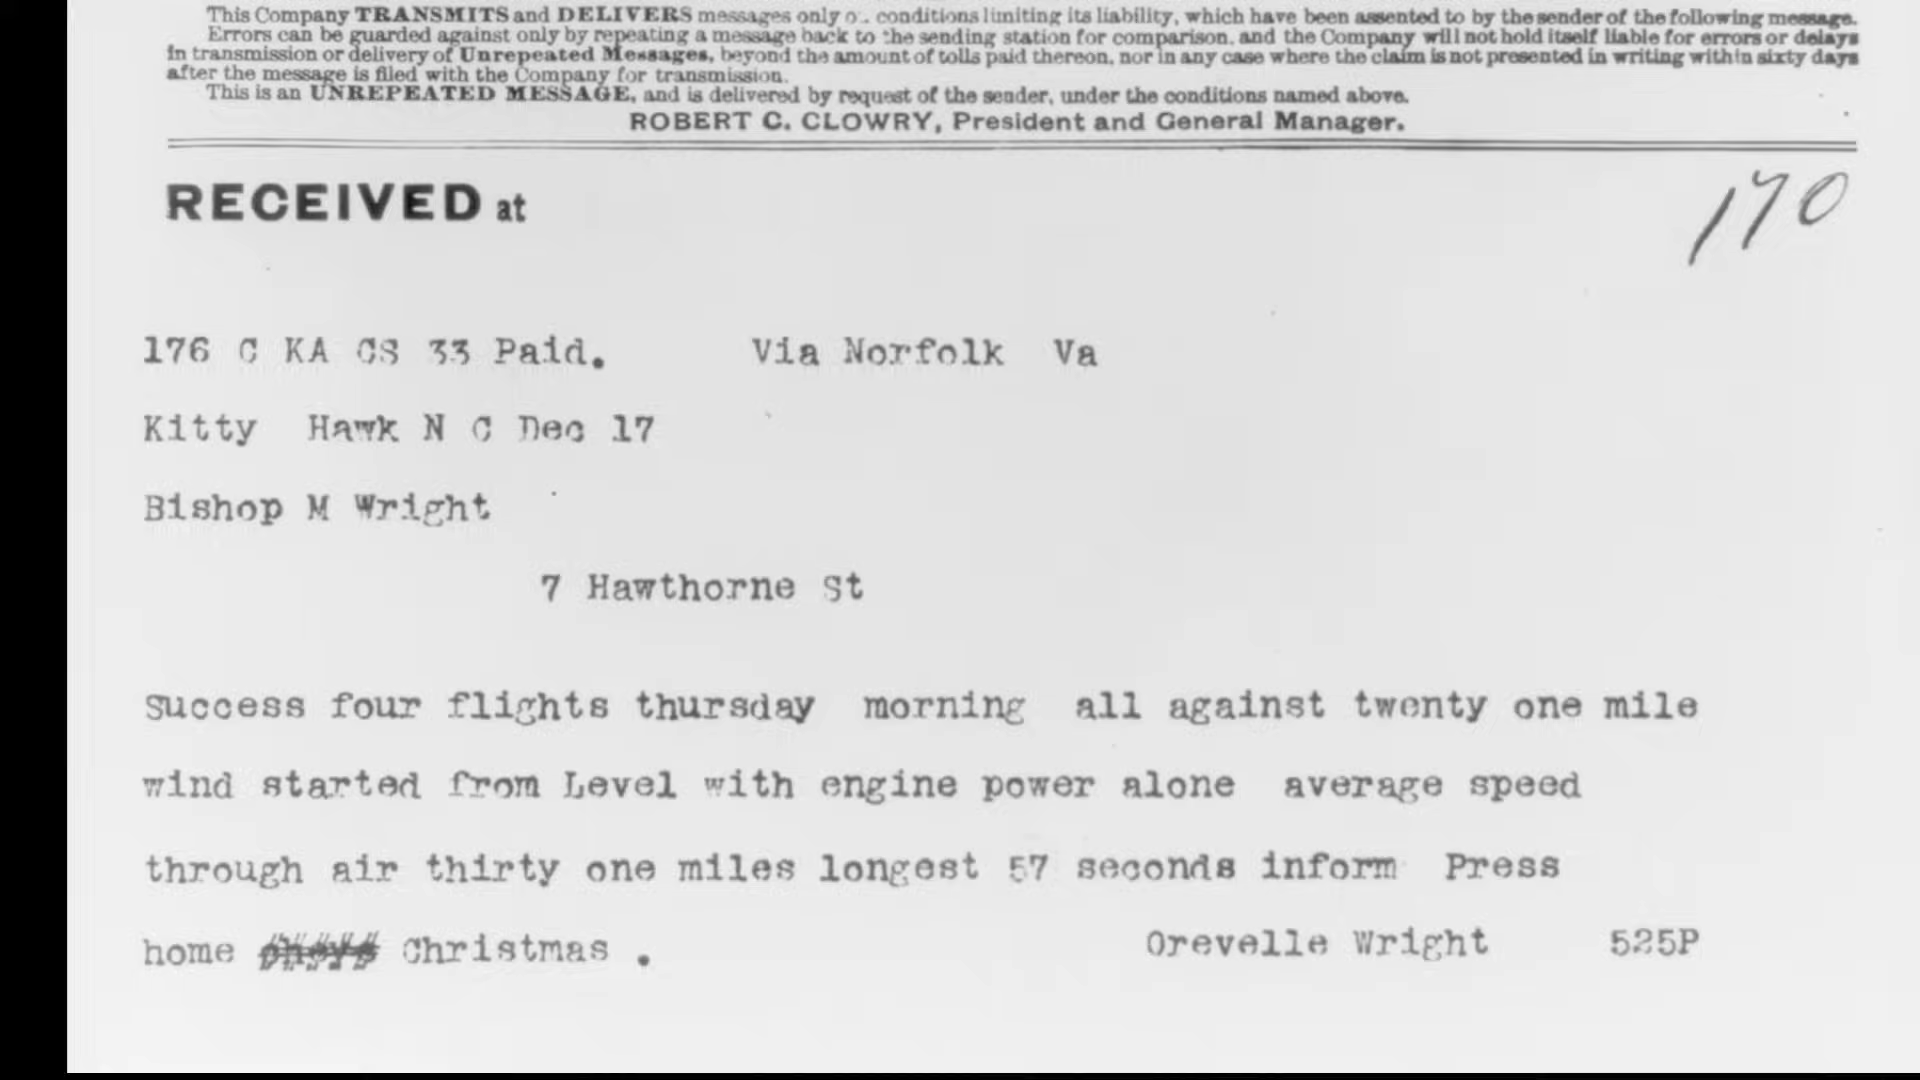 This Company TRANSMITS and DELIVERS messages only conditions limiting its liability, which have been assented to by the sender of the following message.
Errors can be guarded against only by repeating a message back to the sending station for comparison, and the Company will not hold itself liable for errors or delays
in transmission or delivery of Unrepeated Messages, beyond the amount of tolls paid thereon, nor in any case where the claim is not presented in writing within sixty days
after the message is filed with the Company for transmission.
This is an UNREPEATED MESSAGE, and is delivered by request of the sender, under the conditions named above.
ROBERT C. CLOWRY, President and General Manager.
RECEIVED at
170
176 C KA CS 33 Paid. Via Norfolk Va
Kitty Hawk N C Dec 17
Bishop M Wright
7 Hawthorne St
Success four flights thursday morning all against twenty one mile
wind started from Level with engine power alone average speed
through air thirty one miles longest 57 seconds inform Press
home Christmas . Orevelle Wright 525P